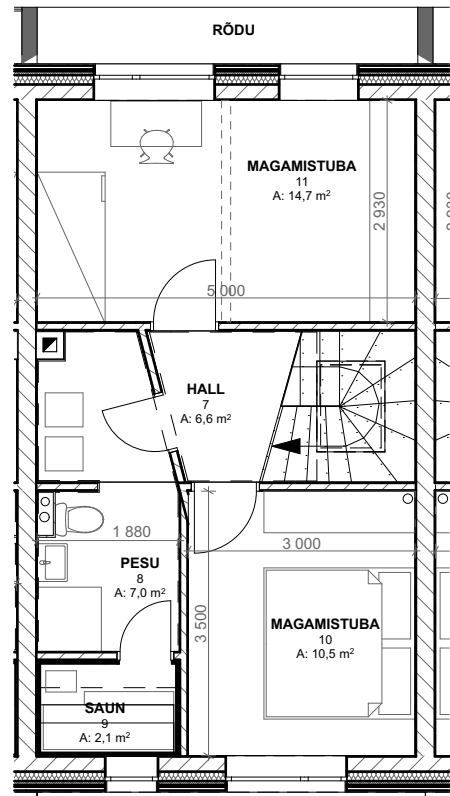 RÕDU
MAGAMISTUBA
11
A: 14,7 m²
2 930
5 000
HALL
7
A: 6,6 m²
1 880
3 000
PESU
8
A: 7,0 m²
3 500
MAGAMISTUBA
10
A: 10,5 m²
SAUN
9
A: 2,1 m²